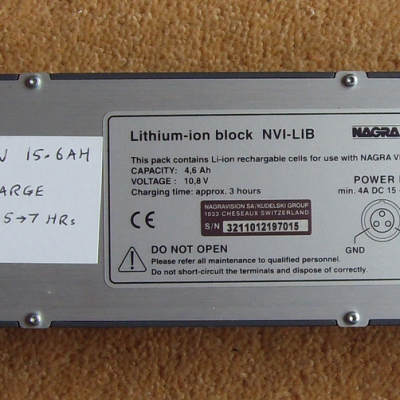 V 15.6AH
ARGE
5→7 HRs
Lithium-ion block NVI-LIB
NAGRA
This pack contains Li-ion rechargable cells for use with NAGRA V
CAPACITY: 4,6 Ah
VOLTAGE : 10,8 V
Charging time: approx. 3 hours
POWER
min. 4A DC 15 -
NAGRAVISION SA/KUDELSKI GROUP
1033 CHESEAUX SWITZERLAND
S/N 3211012197015
CE
GND
DO NOT OPEN
Please refer all maintenance to qualified personnel.
Do not short-circuit the terminals and dispose of correctly.